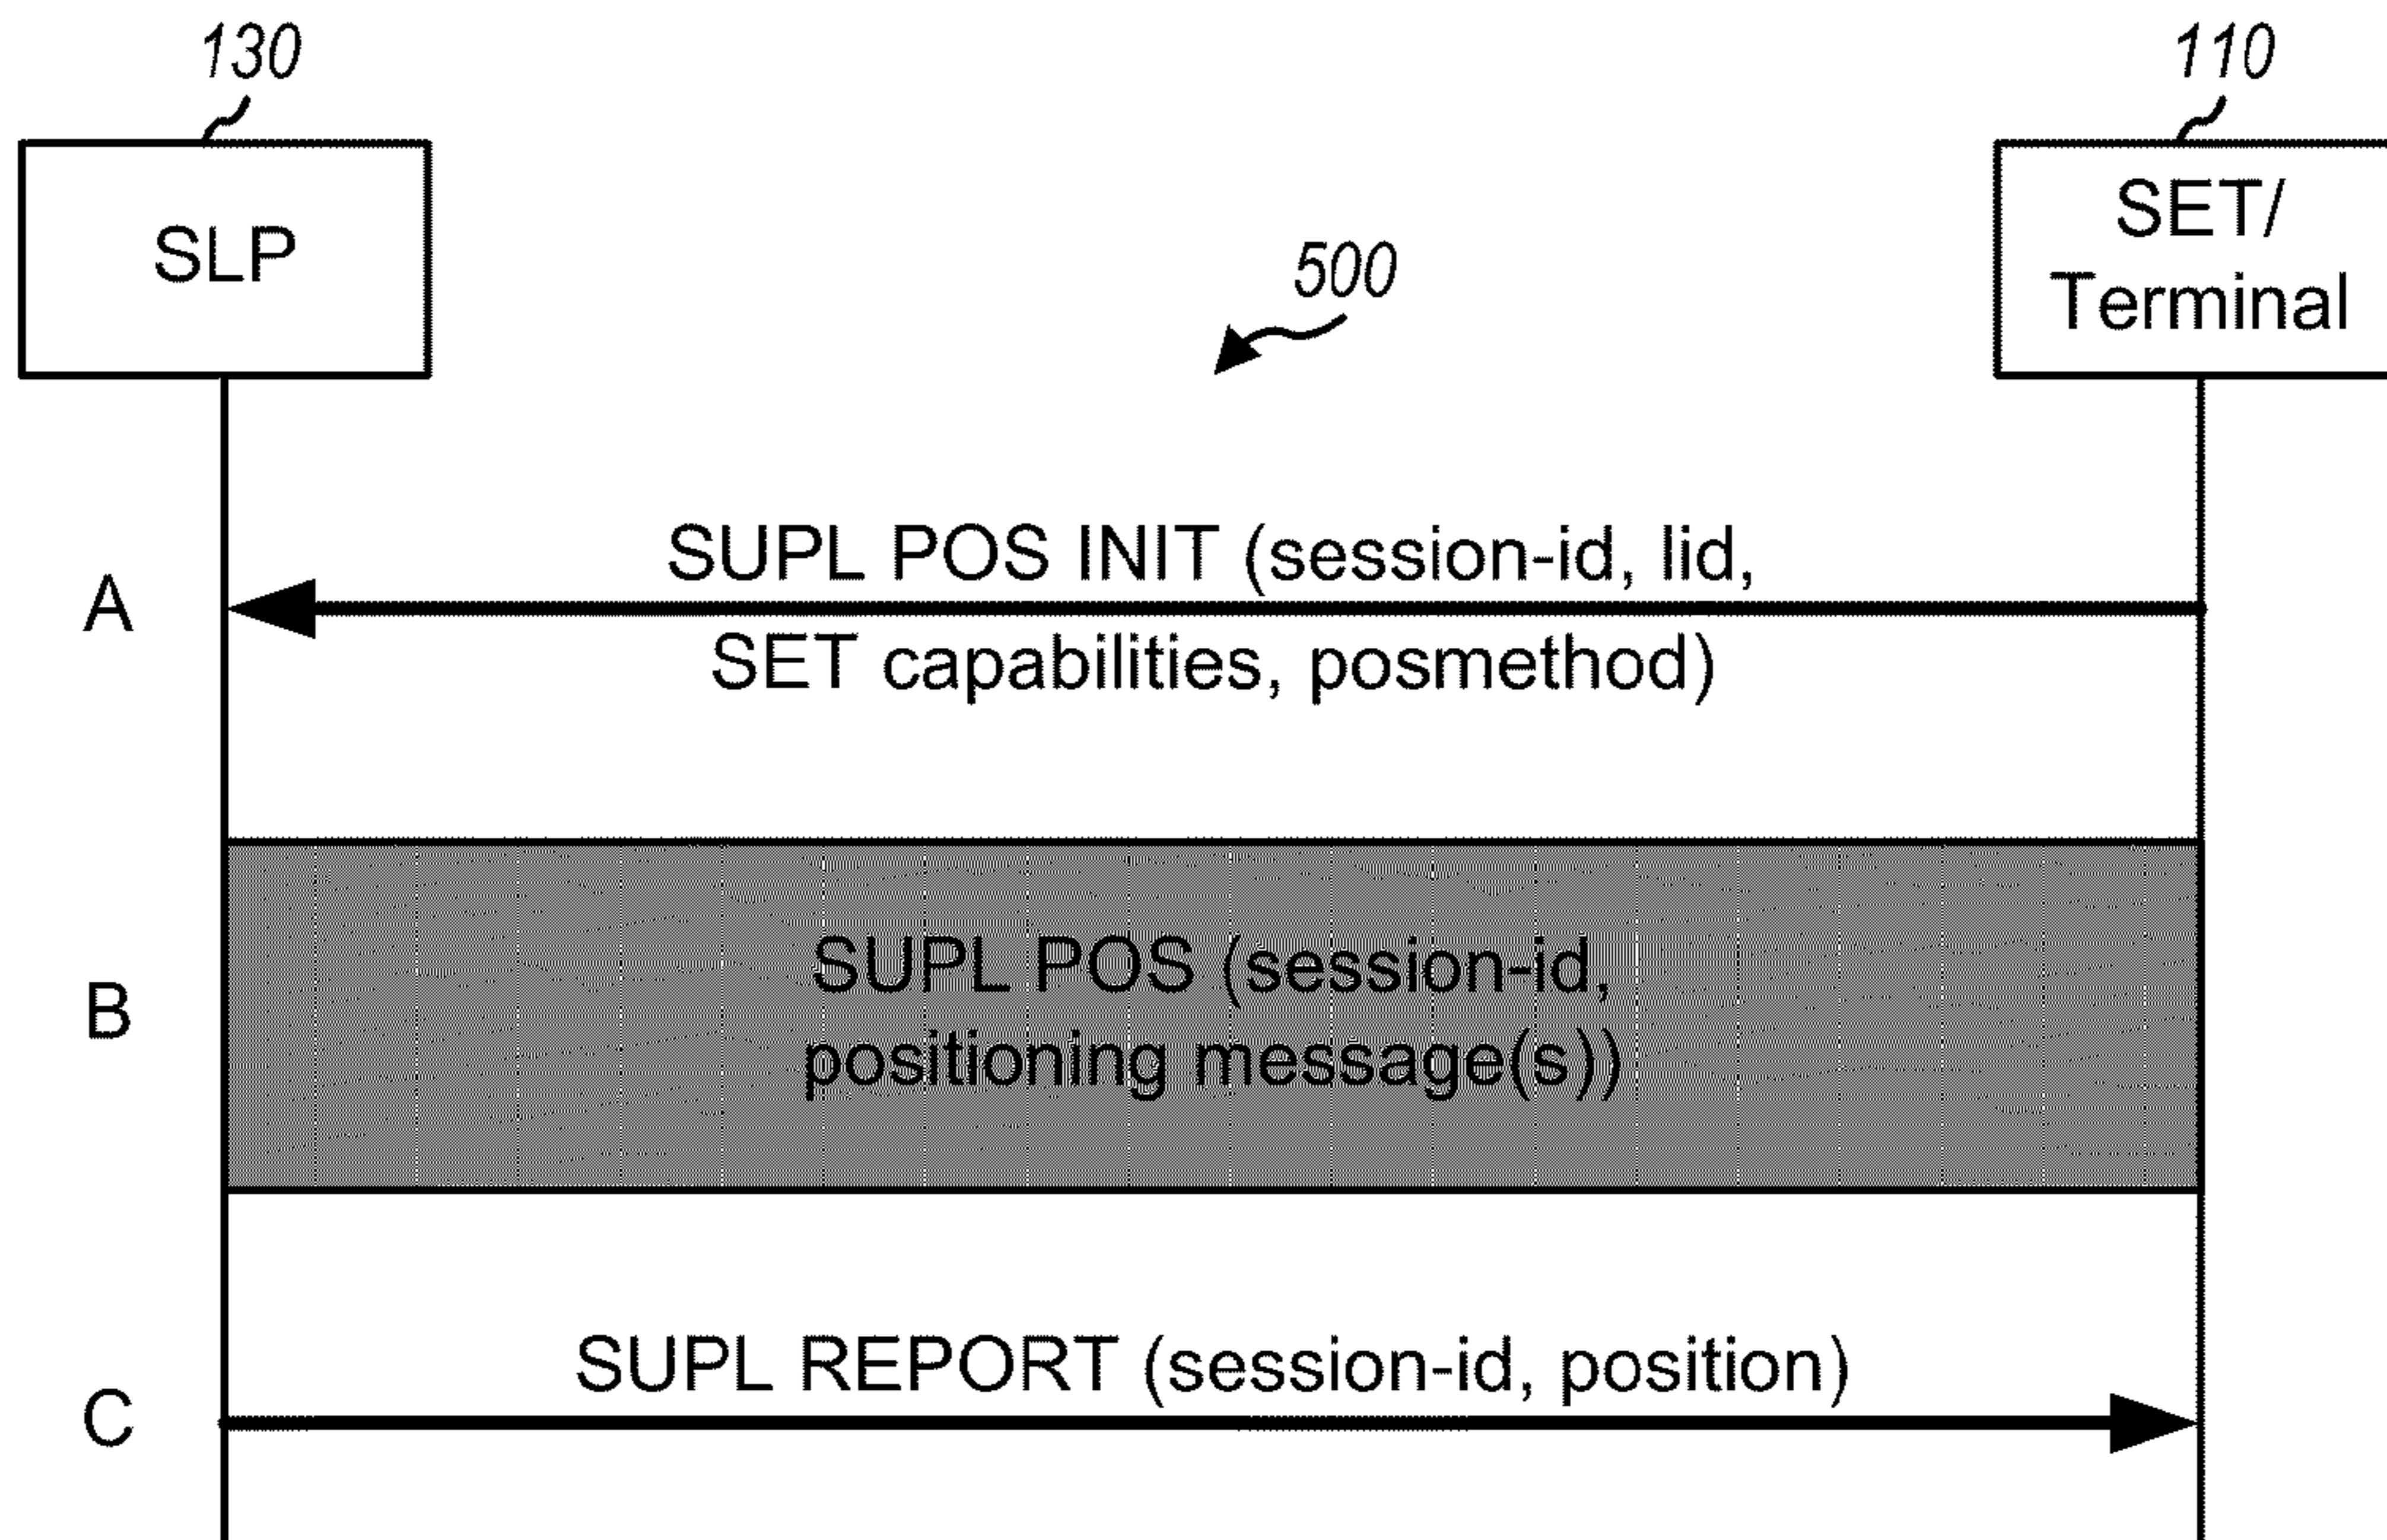 130
110
SLP
SET/
Terminal
500
SUPL POS INIT (session-id, lid,
A
SET capabilities, posmethod)
SUPL POS (session-id,
B
positioning message(s))
SUPL REPORT (session-id, position)
C